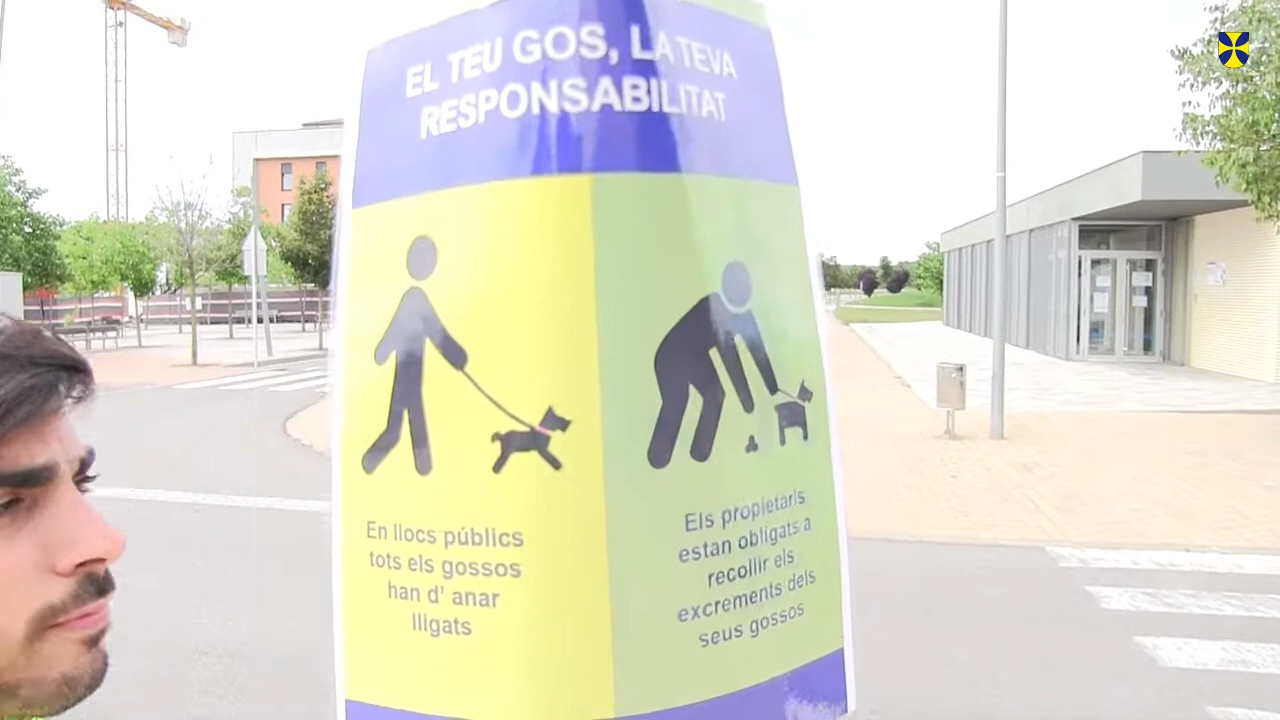 EL TEU GOS, LA TEVA
RESPONSABILITAT
En llocs públics
tots els gossos
han d' anar
lligats
Els propietaris
estan obligats a
recollir els
excrements dels
seus gossos